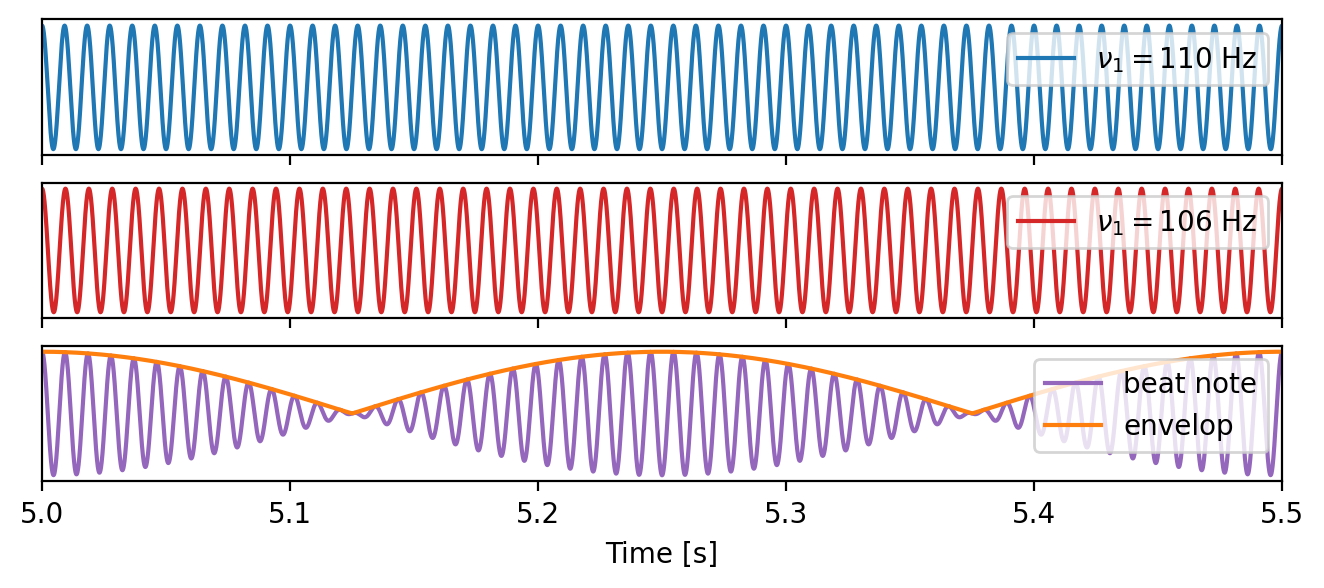 ν₁ = 110 Hz
ν₁ = 106 Hz
beat note
envelop
5.0 5.1 5.2 5.3 5.4 5.5
Time [s]